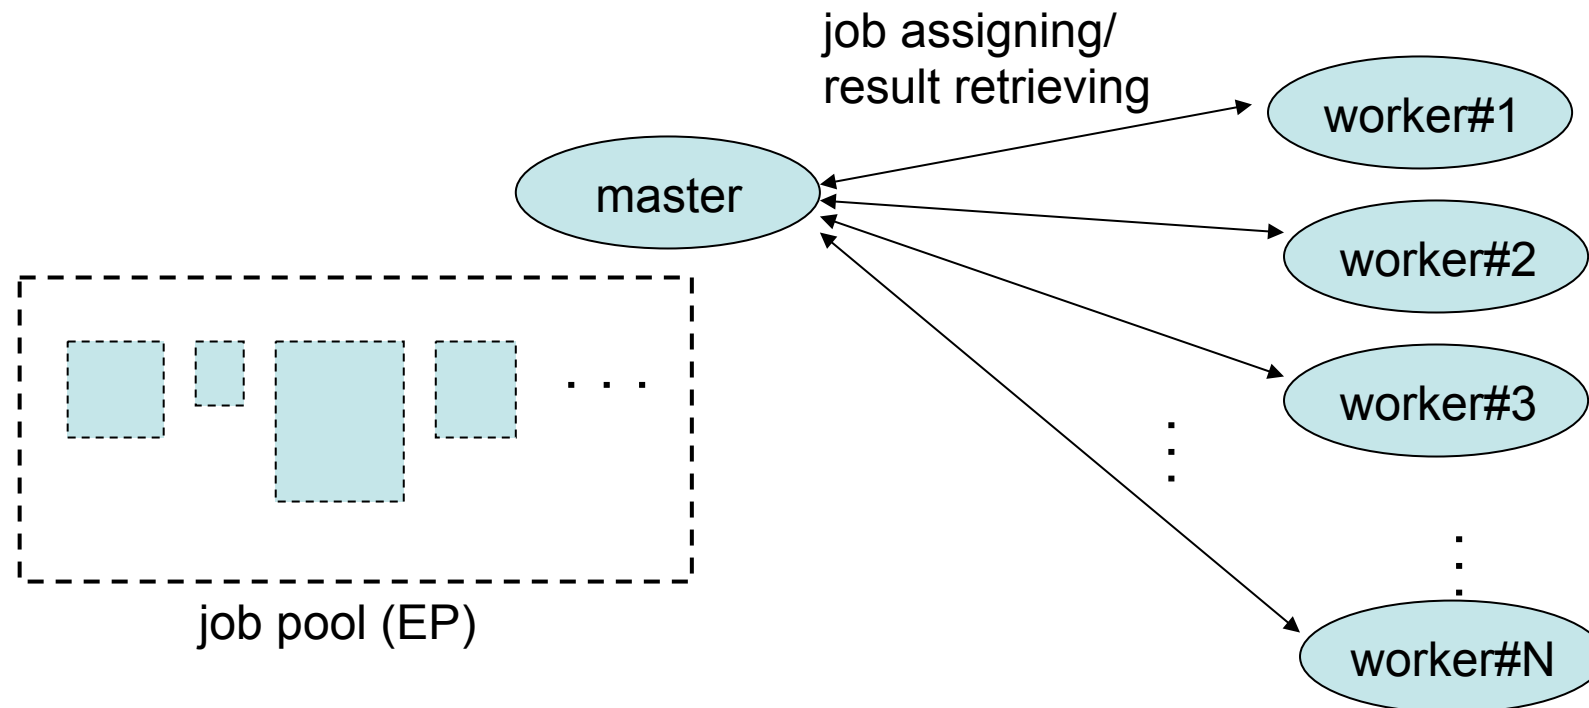 job assigning/
result retrieving
worker#1
master
worker#2
worker#3
. . .
job pool (EP)
worker#N